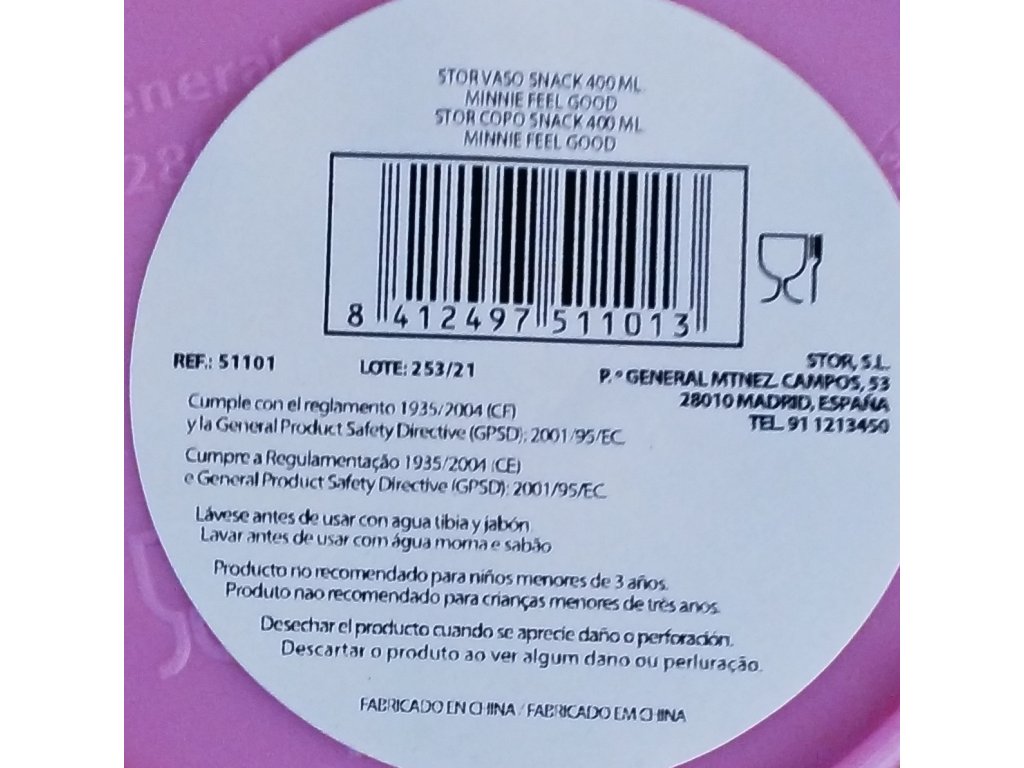 STOR VASO SNACK 400 ML
MINNIE FEEL GOOD
STOR COPO SNACK 400 ML
MINNIE FEEL GOOD
8 412497 511013
REF.: 51101
LOTE: 253/21
STOR, S.L.
P.º GENERAL MTNEZ. CAMPOS, 53
28010 MADRID, ESPAÑA
TEL. 91 1213450
Cumple con el reglamento 1935/2004 (CF)
y la General Product Safety Directive (GPSD): 2001/95/EC
Cumpre a Regulamentação 1935/2004 (CE)
e General Product Safety Directive (GPSD): 2001/95/EC
Lávese antes de usar con agua tibia y jabón
Lavar antes de usar com água morna e sabão
Producto no recomendado para niños menores de 3 años.
Produto nao recomendado para crianças menores de três anos.
Desechar el producto cuando se aprecie daño o perforación.
Descartar o produto ao ver algum dano ou perluração.
FABRICADO EN CHINA / FABRICADO EM CHINA
eneral
28